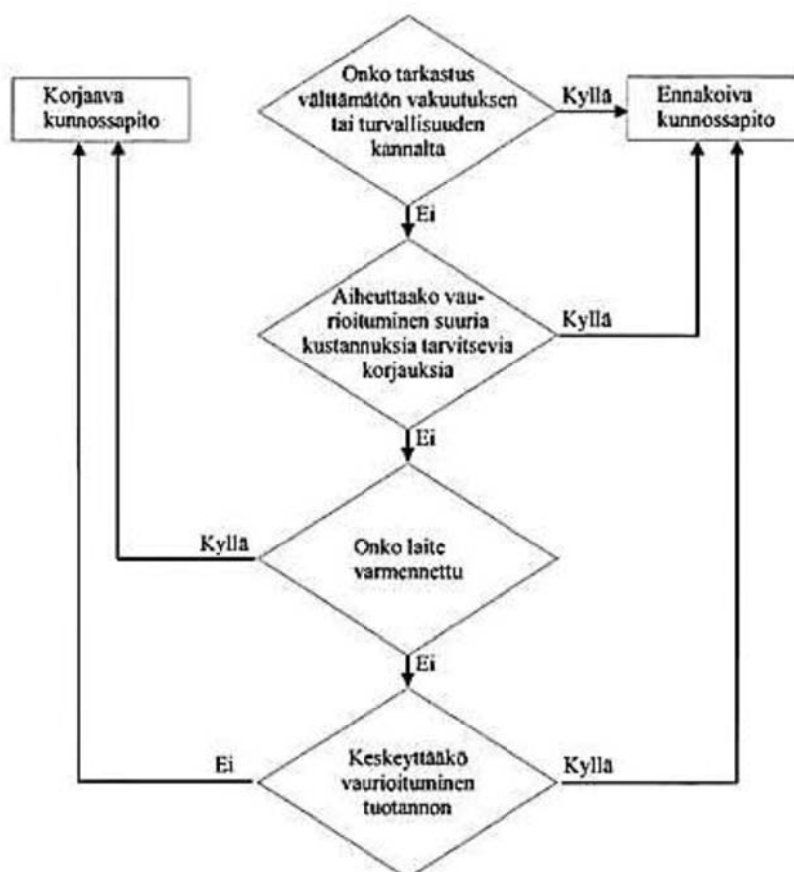 Korjaava
kunnossapito
Onko tarkastus
välttämätön vakuutuksen
tai turvallisuuden
kannalta
Kyllä
Ennakoiva
kunnossapito
Ei
Aiheuttaako vau-
rioituminen suuria
kustannuksia tarvitsevia
korjauksia
Kyllä
Ei
Kyllä
Onko laite
varmennettu
Ei
Ei
Keskeyttääkö
vaurioituminen
tuotannon
Kyllä